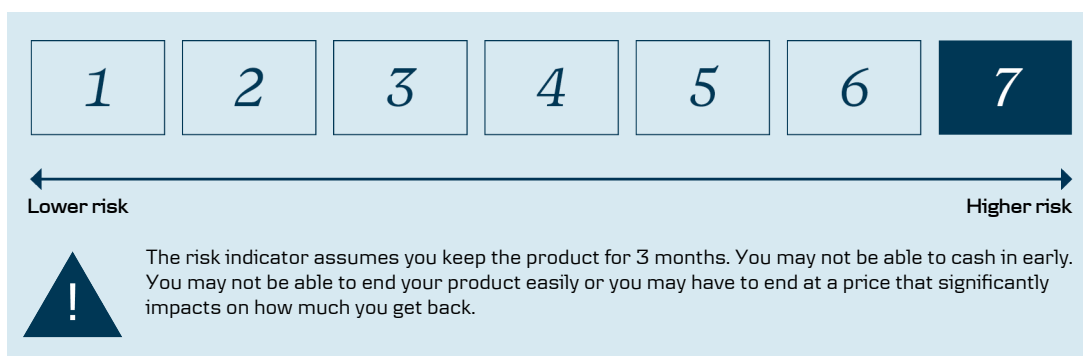 1 2 3 4 5 6 7
Lower risk Higher risk
!
The risk indicator assumes you keep the product for 3 months. You may not be able to cash in early.
You may not be able to end your product easily or you may have to end at a price that significantly
impacts on how much you get back.